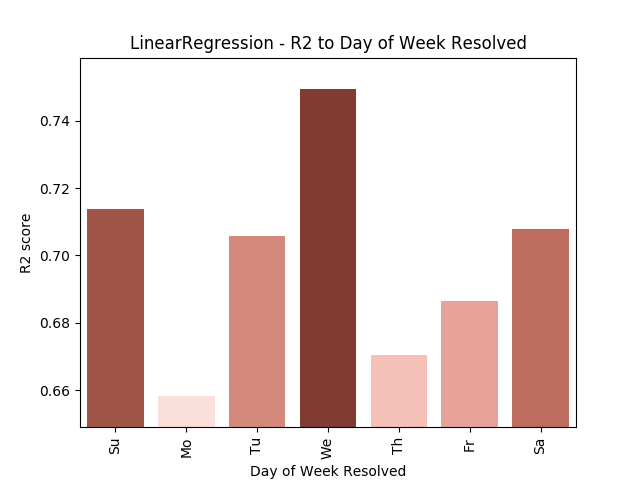 LinearRegression - R2 to Day of Week Resolved
R2 score
0.74
0.72
0.70
0.68
0.66
Su
Mo
Tu
We
Th
Fr
Sa
Day of Week Resolved